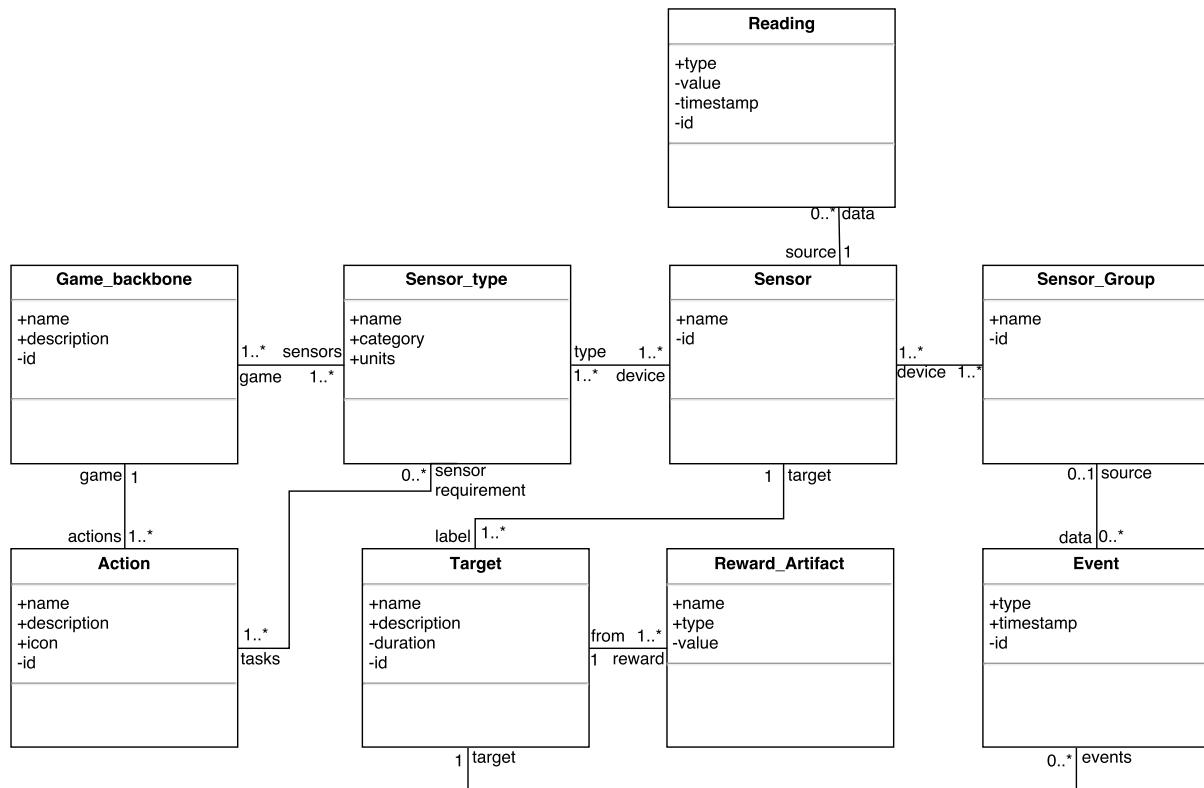 Reading
+type
-value
-timestamp
-id
0..* data
source 1
Game_backbone
+name
+description
-id
1..* sensors
game 1..*
Sensor_type
+name
+category
+units
type 1..*
1..* device
Sensor
+name
-id
1..*
device 1..*
Sensor_Group
+name
-id
game 1
actions 1..*
0..* sensor
requirement
1 target
label 1..*
0..1 source
data 0..*
Action
+name
+description
+icon
-id
1..*
tasks
Target
+name
+description
-duration
-id
from 1..*
1 reward
Reward_Artifact
+name
+type
-value
Event
+type
+timestamp
-id
1 target
0..* events